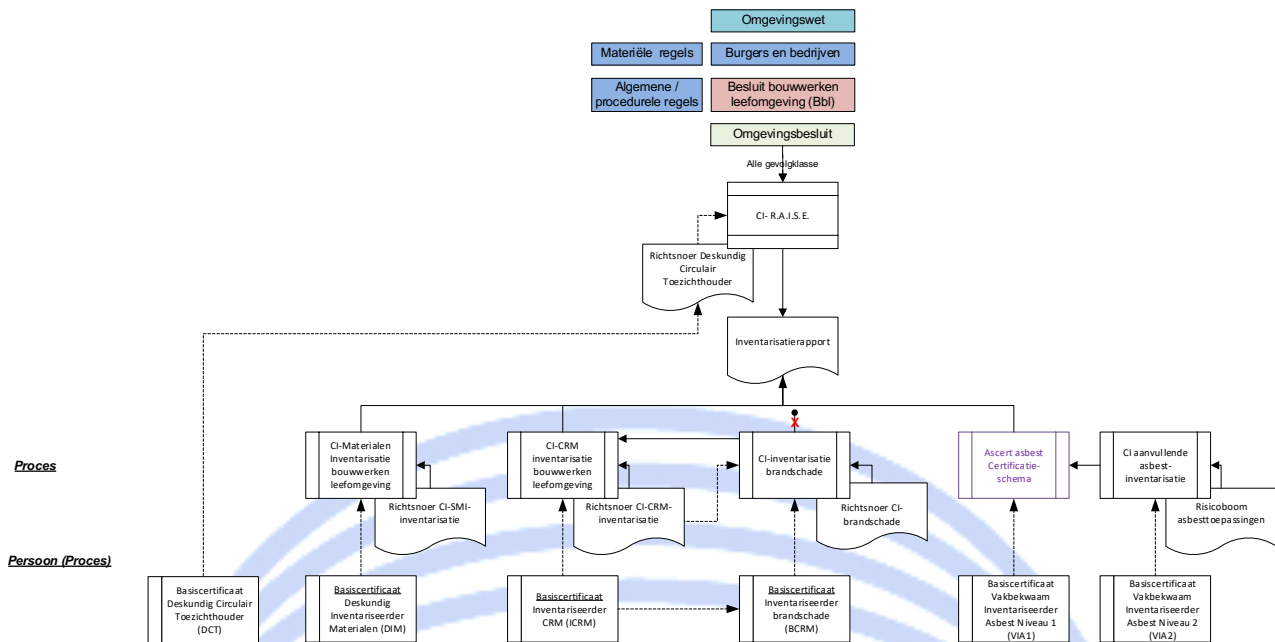 Omgevingswet
Materiële regels
Burgers en bedrijven
Algemene /
procedurele regels
Besluit bouwwerken
leefomgeving (Bbl)
Omgevingsbesluit
Alle gevolgklasse
CI- R.A.I.S.E.
Richtsnoer Deskundig
Circulair
Toezichthouder
Inventarisatierapport
Proces
CI-Materialen
Inventarisatie
bouwwerken
leefomgeving
CI-CRM
inventarisatie
bouwwerken
leefomgeving
CI-inventarisatie
brandschade
Ascert asbest
Certificatie-
schema
CI aanvullende
asbest-
inventarisatie
Richtsnoer CI-SMI-
inventarisatie
Richtsnoer CI-CRM-
inventarisatie
Richtsnoer CI-
brandschade
Risicoboom
asbesttoepassingen
Persoon (Proces)
Basiscertificaat
Deskundig Circulair
Toezichthouder
(DCT)
Basiscertificaat
Deskundig
Inventariseerder
Materialen (DIM)
Basiscertificaat
Inventariseerder
CRM (ICRM)
Basiscertificaat
Inventariseerder
brandschade
(BCRM)
Basiscertificaat
Vakbekwaam
Inventariseerder
Asbest Niveau 1
(VIA1)
Basiscertificaat
Vakbekwaam
Inventariseerder
Asbest Niveau 2
(VIA2)